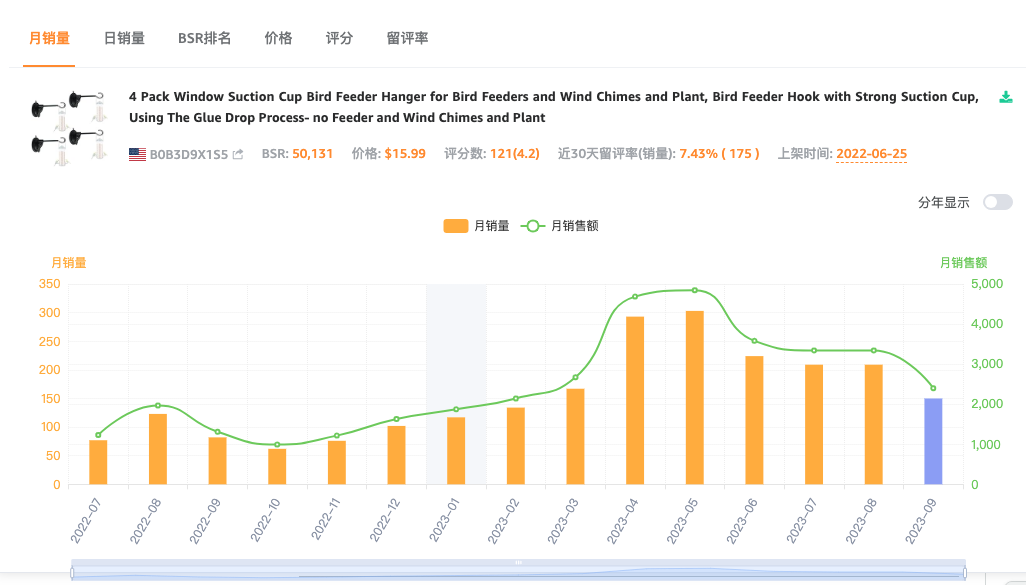 月销量 日销量 BSR排名 价格 评分 留评率
4 Pack Window Suction Cup Bird Feeder Hanger for Bird Feeders and Wind Chimes and Plant, Bird Feeder Hook with Strong Suction Cup,
Using The Glue Drop Process- no Feeder and Wind Chimes and Plant
B0B3D9X1S5 BSR: 50,131 价格: $15.99 评分数: 121(4.2) 近30天留评率(销量): 7.43% ( 175 ) 上架时间: 2022-06-25
分年显示
月销量 月销售额
月销量 月销售额
350 5,000
300
250 4,000
200 3,000
150 2,000
100
50 1,000
0 0
2022-07 2022-08 2022-09 2022-10 2022-11 2022-12 2023-01 2023-02 2023-03 2023-04 2023-05 2023-06 2023-07 2023-08 2023-09